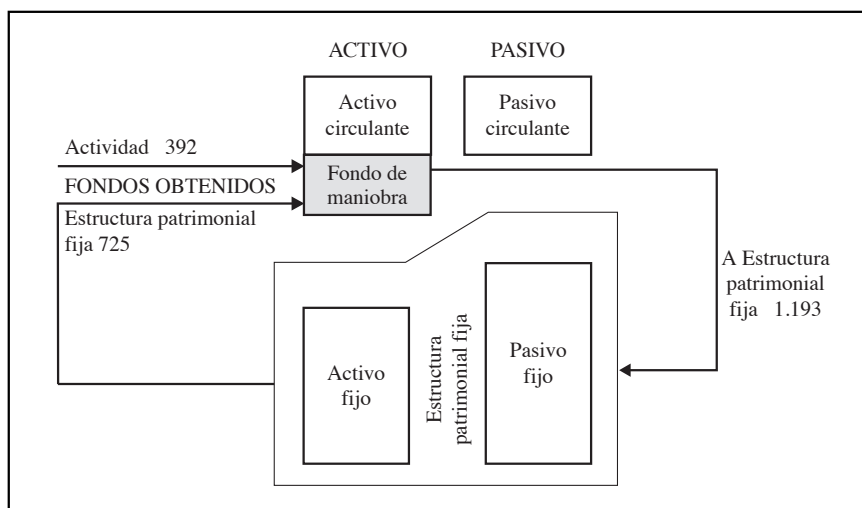 ACTIVO
PASIVO
Activo
circulante
Pasivo
circulante
Actividad 392
FONDOS OBTENIDOS
Estructura patrimonial
fija 725
Fondo de
maniobra
A Estructura
patrimonial
fija 1.193
Activo
fijo
Estructura
patrimonial fija
Pasivo
fijo